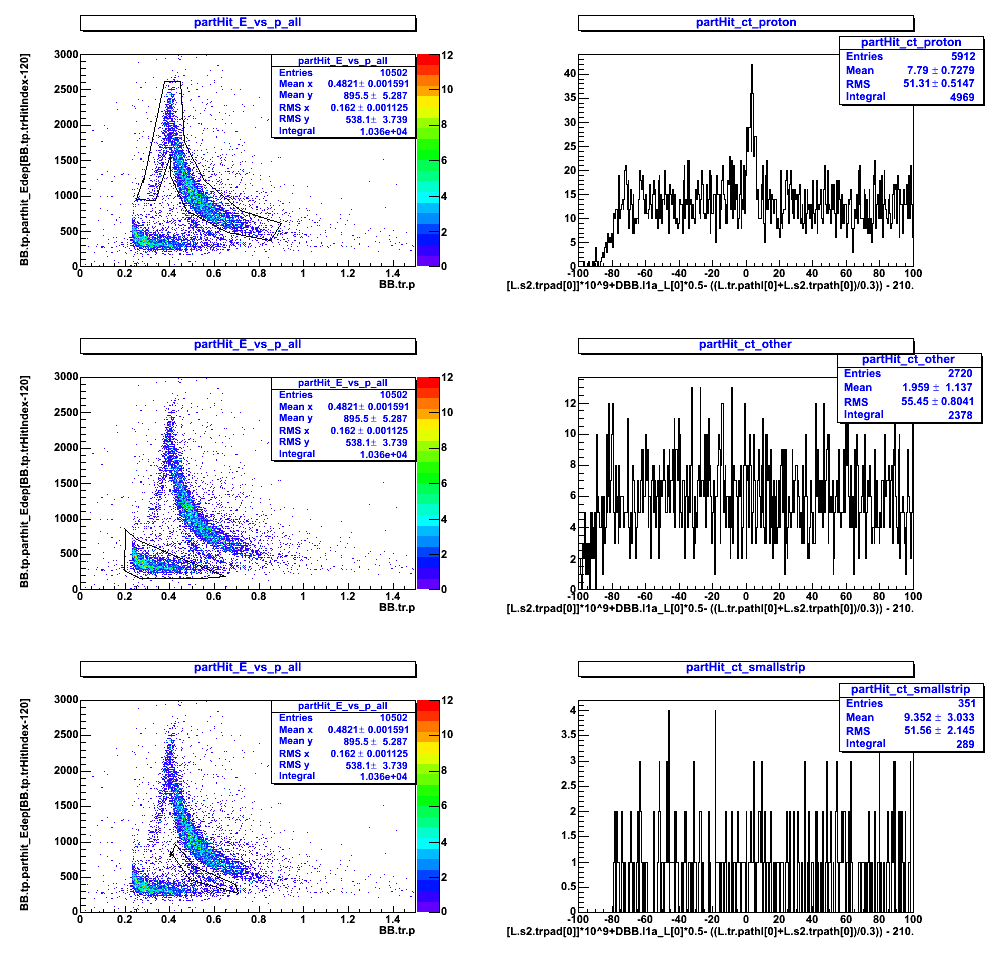 partHit_E_vs_p_all
BB.tp.parthit_Edep[BB.tp.trHitIndex-120]
3000
2500
2000
1500
1000
500
0
0 0.2 0.4 0.6 0.8 1 1.2 1.4
BB.tr.p
partHit_E_vs_p_all
Entries 10502
Mean x 0.4821 ± 0.001591
Mean y 895.5 ± 5.287
RMS x 0.162 ± 0.001125
RMS y 538.1 ± 3.739
Integral 1.036e+04
12
10
8
6
4
2
0
partHit_ct_proton
partHit_ct_proton
Entries 5912
Mean 7.79 ± 0.7279
RMS 51.31 ± 0.5147
Integral 4969
40
35
30
25
20
15
10
5
0
-100 -80 -60 -40 -20 0 20 40 60 80 100
[L.s2.trpad[0]]*10^9+DBB.l1a_L[0]*0.5- ((L.tr.pathl[0]+L.s2.trpath[0])/0.3)) - 210.
partHit_E_vs_p_all
BB.tp.parthit_Edep[BB.tp.trHitIndex-120]
3000
2500
2000
1500
1000
500
0
0 0.2 0.4 0.6 0.8 1 1.2 1.4
BB.tr.p
partHit_E_vs_p_all
Entries 10502
Mean x 0.4821 ± 0.001591
Mean y 895.5 ± 5.287
RMS x 0.162 ± 0.001125
RMS y 538.1 ± 3.739
Integral 1.036e+04
12
10
8
6
4
2
0
partHit_ct_other
partHit_ct_other
Entries 2720
Mean 1.959 ± 1.137
RMS 55.45 ± 0.8041
Integral 2378
12
10
8
6
4
2
0
-100 -80 -60 -40 -20 0 20 40 60 80 100
[L.s2.trpad[0]]*10^9+DBB.l1a_L[0]*0.5- ((L.tr.pathl[0]+L.s2.trpath[0])/0.3)) - 210.
partHit_E_vs_p_all
BB.tp.parthit_Edep[BB.tp.trHitIndex-120]
3000
2500
2000
1500
1000
500
0
0 0.2 0.4 0.6 0.8 1 1.2 1.4
BB.tr.p
partHit_E_vs_p_all
Entries 10502
Mean x 0.4821 ± 0.001591
Mean y 895.5 ± 5.287
RMS x 0.162 ± 0.001125
RMS y 538.1 ± 3.739
Integral 1.036e+04
12
10
8
6
4
2
0
partHit_ct_smallstrip
partHit_ct_smallstrip
Entries 351
Mean 9.352 ± 3.033
RMS 51.56 ± 2.145
Integral 289
4
3.5
3
2.5
2
1.5
1
0.5
0
-100 -80 -60 -40 -20 0 20 40 60 80 100
[L.s2.trpad[0]]*10^9+DBB.l1a_L[0]*0.5- ((L.tr.pathl[0]+L.s2.trpath[0])/0.3)) - 210.